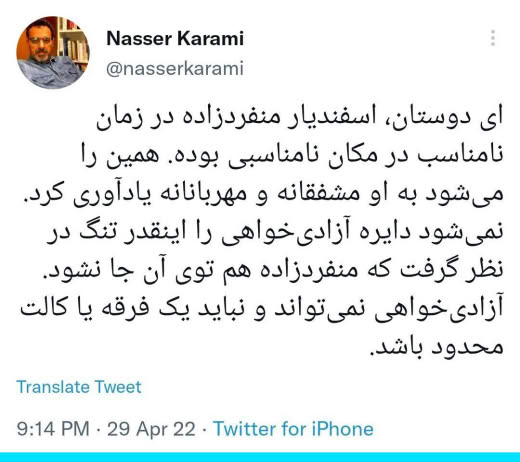 Nasser Karami
@nasserkarami
ای دوستان، اسفندیار منفردزاده در زمان
نامناسب در مکان نامناسبی بوده. همین را
می‌شود به او مشفقانه و مهربانانه یادآوری کرد.
نمی‌شود دایره آزادی‌خواهی را اینقدر تنگ در
نظر گرفت که منفردزاده هم توی آن جا نشود.
آزادی‌خواهی نمی‌تواند و نباید یک فرقه یا کالت
محدود باشد.
Translate Tweet
9:14 PM · 29 Apr 22 · Twitter for iPhone